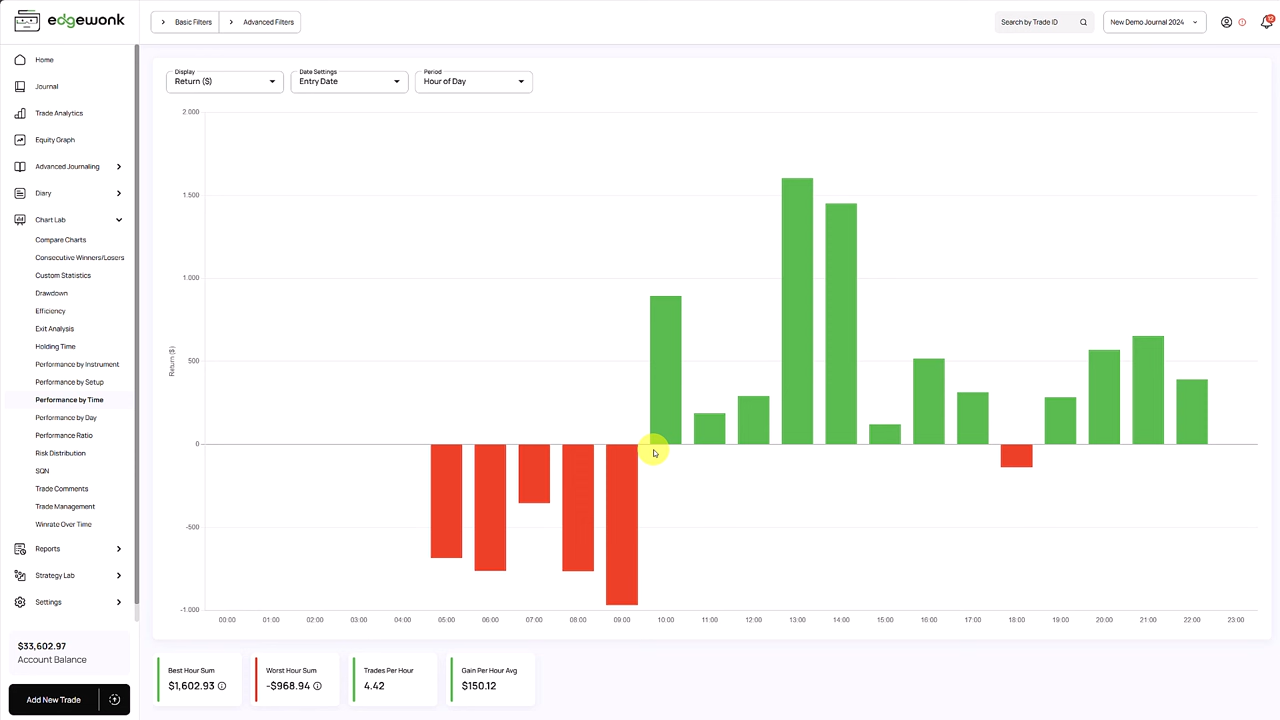 edgewonk
Basic Filters
Advanced Filters
Search by Trade ID
New Demo Journal 2024
12
Home
Journal
Trade Analytics
Equity Graph
Advanced Journaling
Diary
Chart Lab
Compare Charts
Consecutive Winners/Losers
Custom Statistics
Drawdown
Efficiency
Exit Analysis
Holding Time
Performance by Instrument
Performance by Setup
Performance by Time
Performance by Day
Performance Ratio
Risk Distribution
SQN
Trade Comments
Trade Management
Winrate Over Time
Reports
Strategy Lab
Settings
$33,602.97
Account Balance
Add New Trade
Display
Return ($)
Date Settings
Entry Date
Period
Hour of Day
2.000
1.500
1.000
500
0
-500
-1.000
Return ($)
00:00 01:00 02:00 03:00 04:00 05:00 06:00 07:00 08:00 09:00 10:00 11:00 12:00 13:00 14:00 15:00 16:00 17:00 18:00 19:00 20:00 21:00 22:00 23:00
Best Hour Sum
$1,602.93
Worst Hour Sum
-$968.94
Trades Per Hour
4.42
Gain Per Hour Avg
$150.12